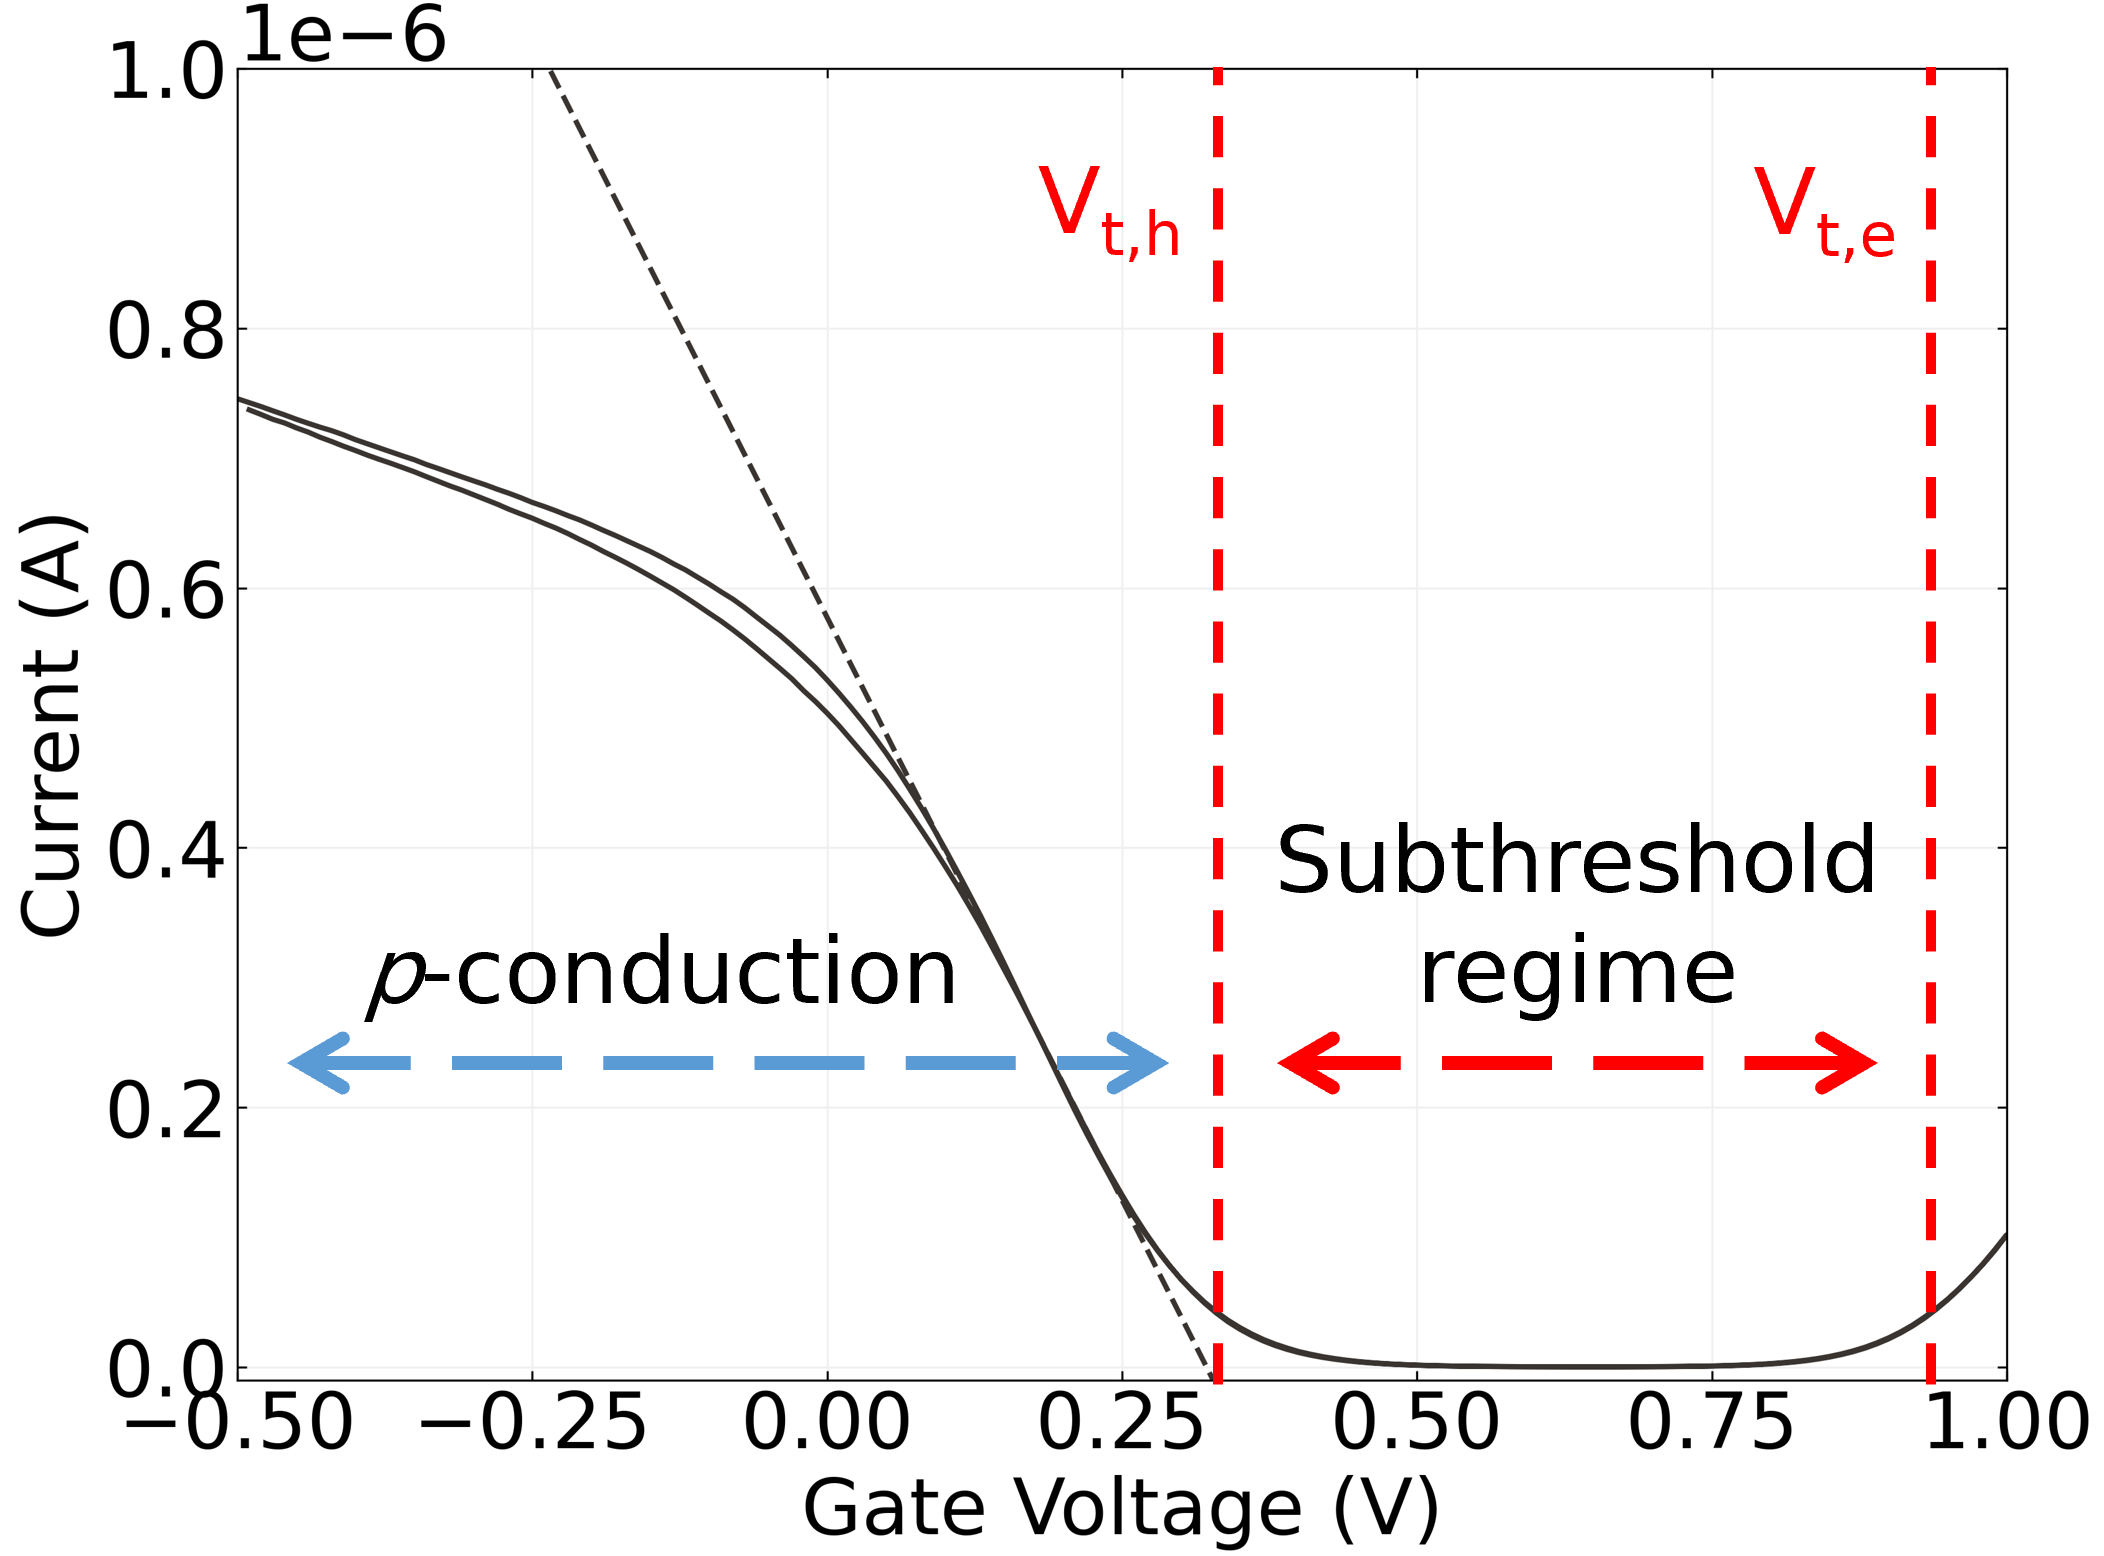 1e−6
1.0
0.8
0.6
0.4
0.2
0.0
Current (A)
V_t,h
V_t,e
Subthreshold
regime
p-conduction
−0.50 −0.25 0.00 0.25 0.50 0.75 1.00
Gate Voltage (V)